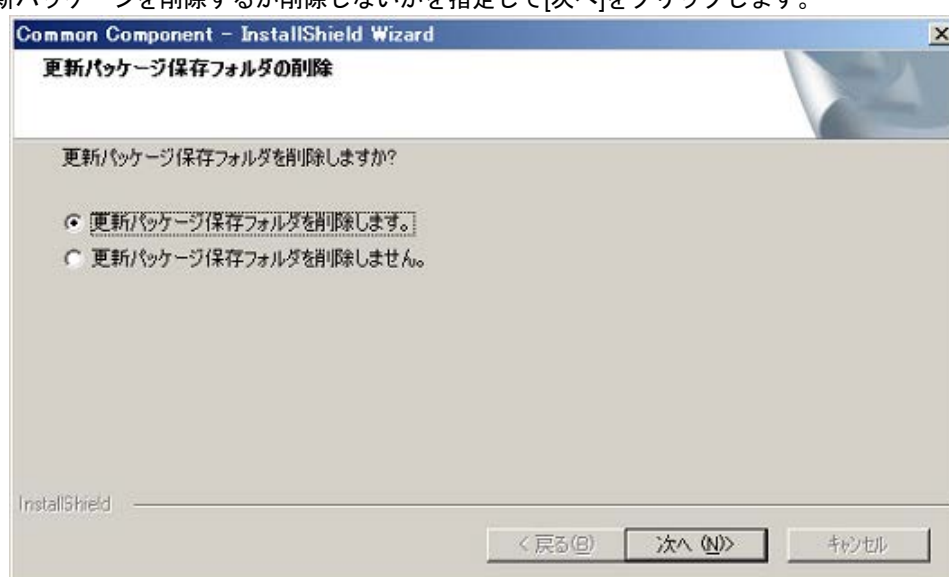 新パッケージを削除するか削除しないかを指定して[次へ]をクリックします。
Common Component - InstallShield Wizard
更新パッケージ保存フォルダの削除
更新パッケージ保存フォルダを削除しますか?
更新パッケージ保存フォルダを削除します。
更新パッケージ保存フォルダを削除しません。
InstallShield
< 戻る(B)
次へ (N)>
キャンセル